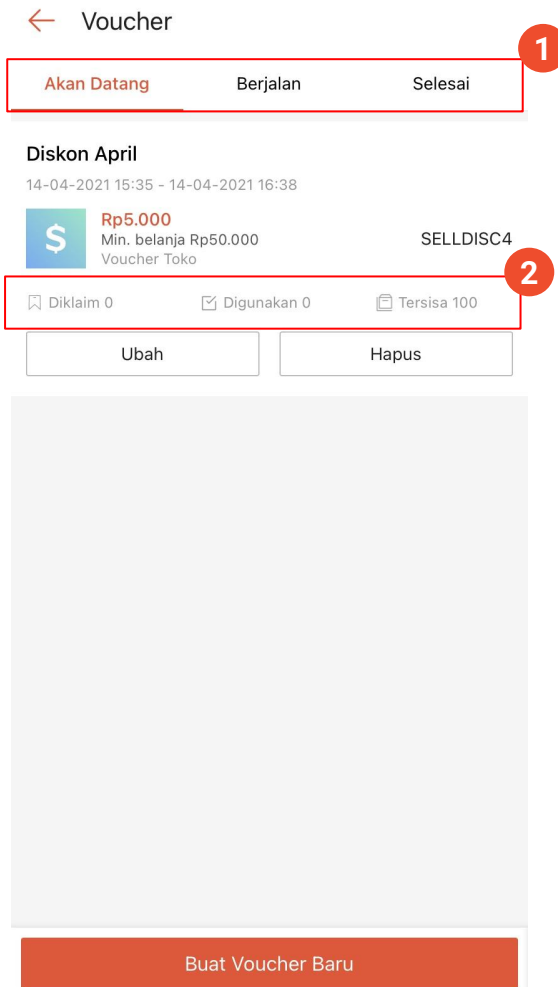 Voucher
1
Akan Datang Berjalan Selesai
Diskon April
14-04-2021 15:35 - 14-04-2021 16:38
$
Rp5.000
Min. belanja Rp50.000
Voucher Toko
SELLDISC4
2
Diklaim 0 Digunakan 0 Tersisa 100
Ubah Hapus
Buat Voucher Baru